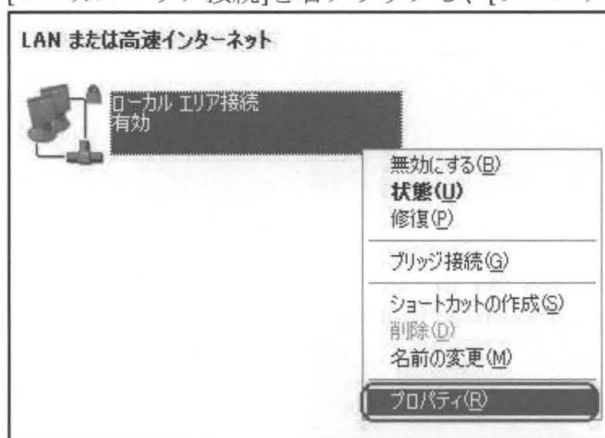 LAN または高速インターネット
ローカル エリア接続
有効
無効にする(B)
状態(U)
修復(P)
ブリッジ接続(G)
ショートカットの作成(S)
削除(D)
名前の変更(M)
プロパティ(R)